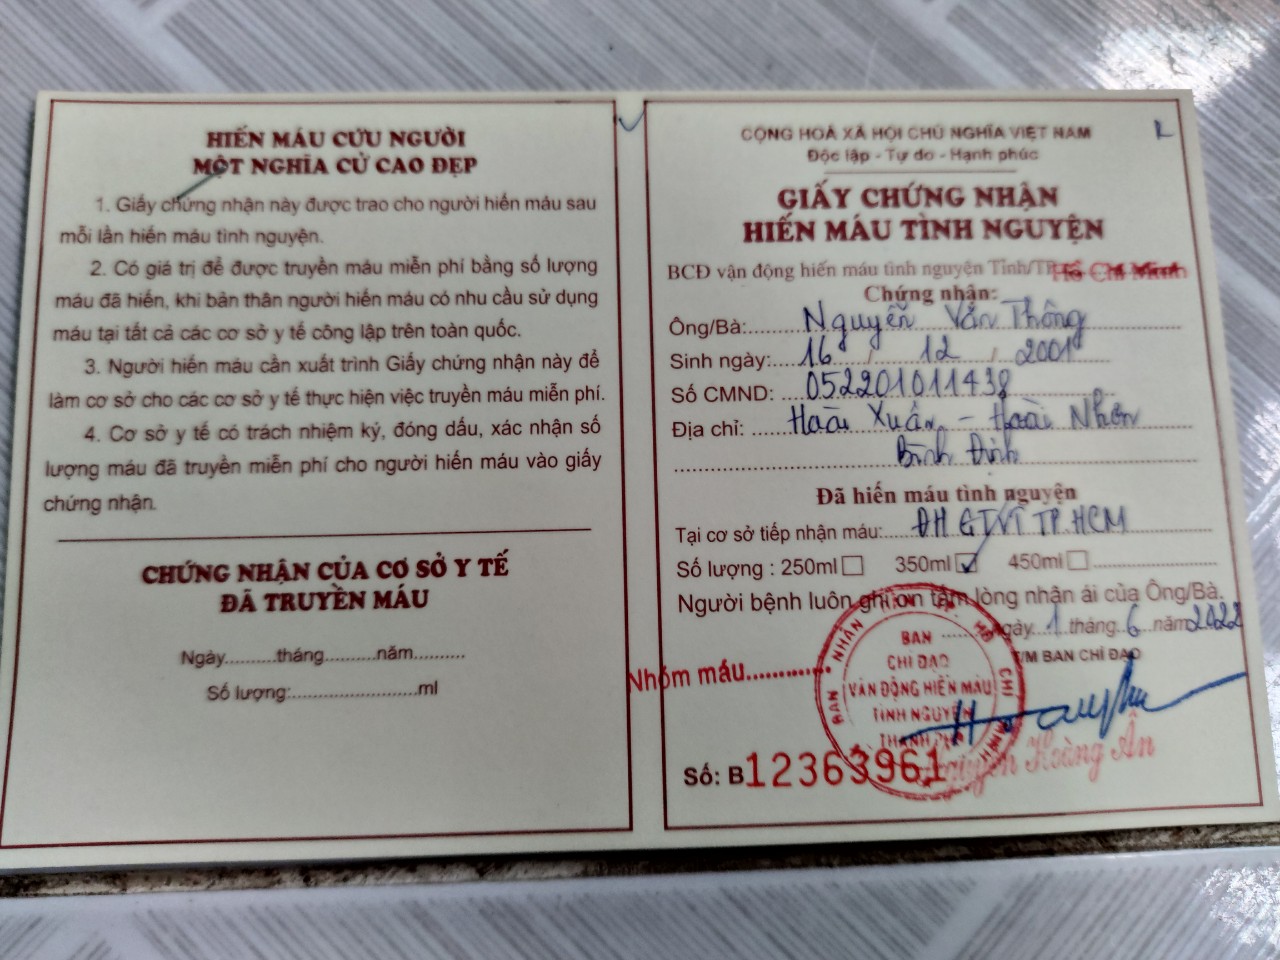 HIẾN MÁU CỨU NGƯỜI
MỘT NGHĨA CỬ CAO ĐẸP
1. Giấy chứng nhận này được trao cho người hiến máu sau
mỗi lần hiến máu tình nguyện.
2. Có giá trị để được truyền máu miễn phí bằng số lượng
máu đã hiến, khi bản thân người hiến máu có nhu cầu sử dụng
máu tại tất cả các cơ sở y tế công lập trên toàn quốc.
3. Người hiến máu cần xuất trình Giấy chứng nhận này để
làm cơ sở cho các cơ sở y tế thực hiện việc truyền máu miễn phí.
4. Cơ sở y tế có trách nhiệm ký, đóng dấu, xác nhận số
lượng máu đã truyền miễn phí cho người hiến máu vào giấy
chứng nhận.
CHỨNG NHẬN CỦA CƠ SỞ Y TẾ
ĐÃ TRUYỀN MÁU
Ngày.........tháng.........năm.........
Số lượng:......................ml
CỘNG HOÀ XÃ HỘI CHỦ NGHĨA VIỆT NAM
Độc lập - Tự do - Hạnh phúc
GIẤY CHỨNG NHẬN
HIẾN MÁU TÌNH NGUYỆN
BCĐ vận động hiến máu tình nguyện Tỉnh/TP Hồ Chí Minh
Chứng nhận:
Ông/Bà: Nguyễn Văn Thông
Sinh ngày: 16 / 12 / 2001
Số CMND: 052201011438
Địa chỉ: Hoài Xuân - Hoài Nhơn
Bình Định
Đã hiến máu tình nguyện
Tại cơ sở tiếp nhận máu: ĐH GTVT TP.HCM
Số lượng : 250ml 350ml 450ml
Người bệnh luôn ghi ơn tấm lòng nhân ái của Ông/Bà.
Ngày 1 tháng 6 năm 2022
T/M BAN CHỈ ĐẠO
Nhóm máu............
BAN
CHỈ ĐẠO
VẬN ĐỘNG HIẾN MÁU
TÌNH NGUYỆN
THÀNH PHỐ
Nguyễn Hoàng Ân
Số: B12363961